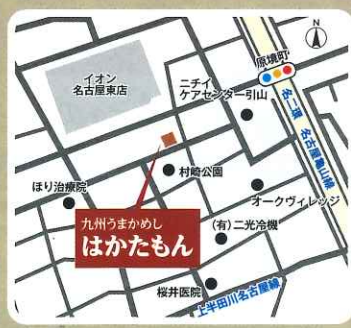 N
原境町
イオン
名古屋東店
ニチイ
ケアセンター引山
名二環
名古屋亀山線
村崎公園
ほり治療院
オークヴィレッジ
九州うまかめし
はかたもん
(有)二光冷機
桜井医院
上半田川名古屋線